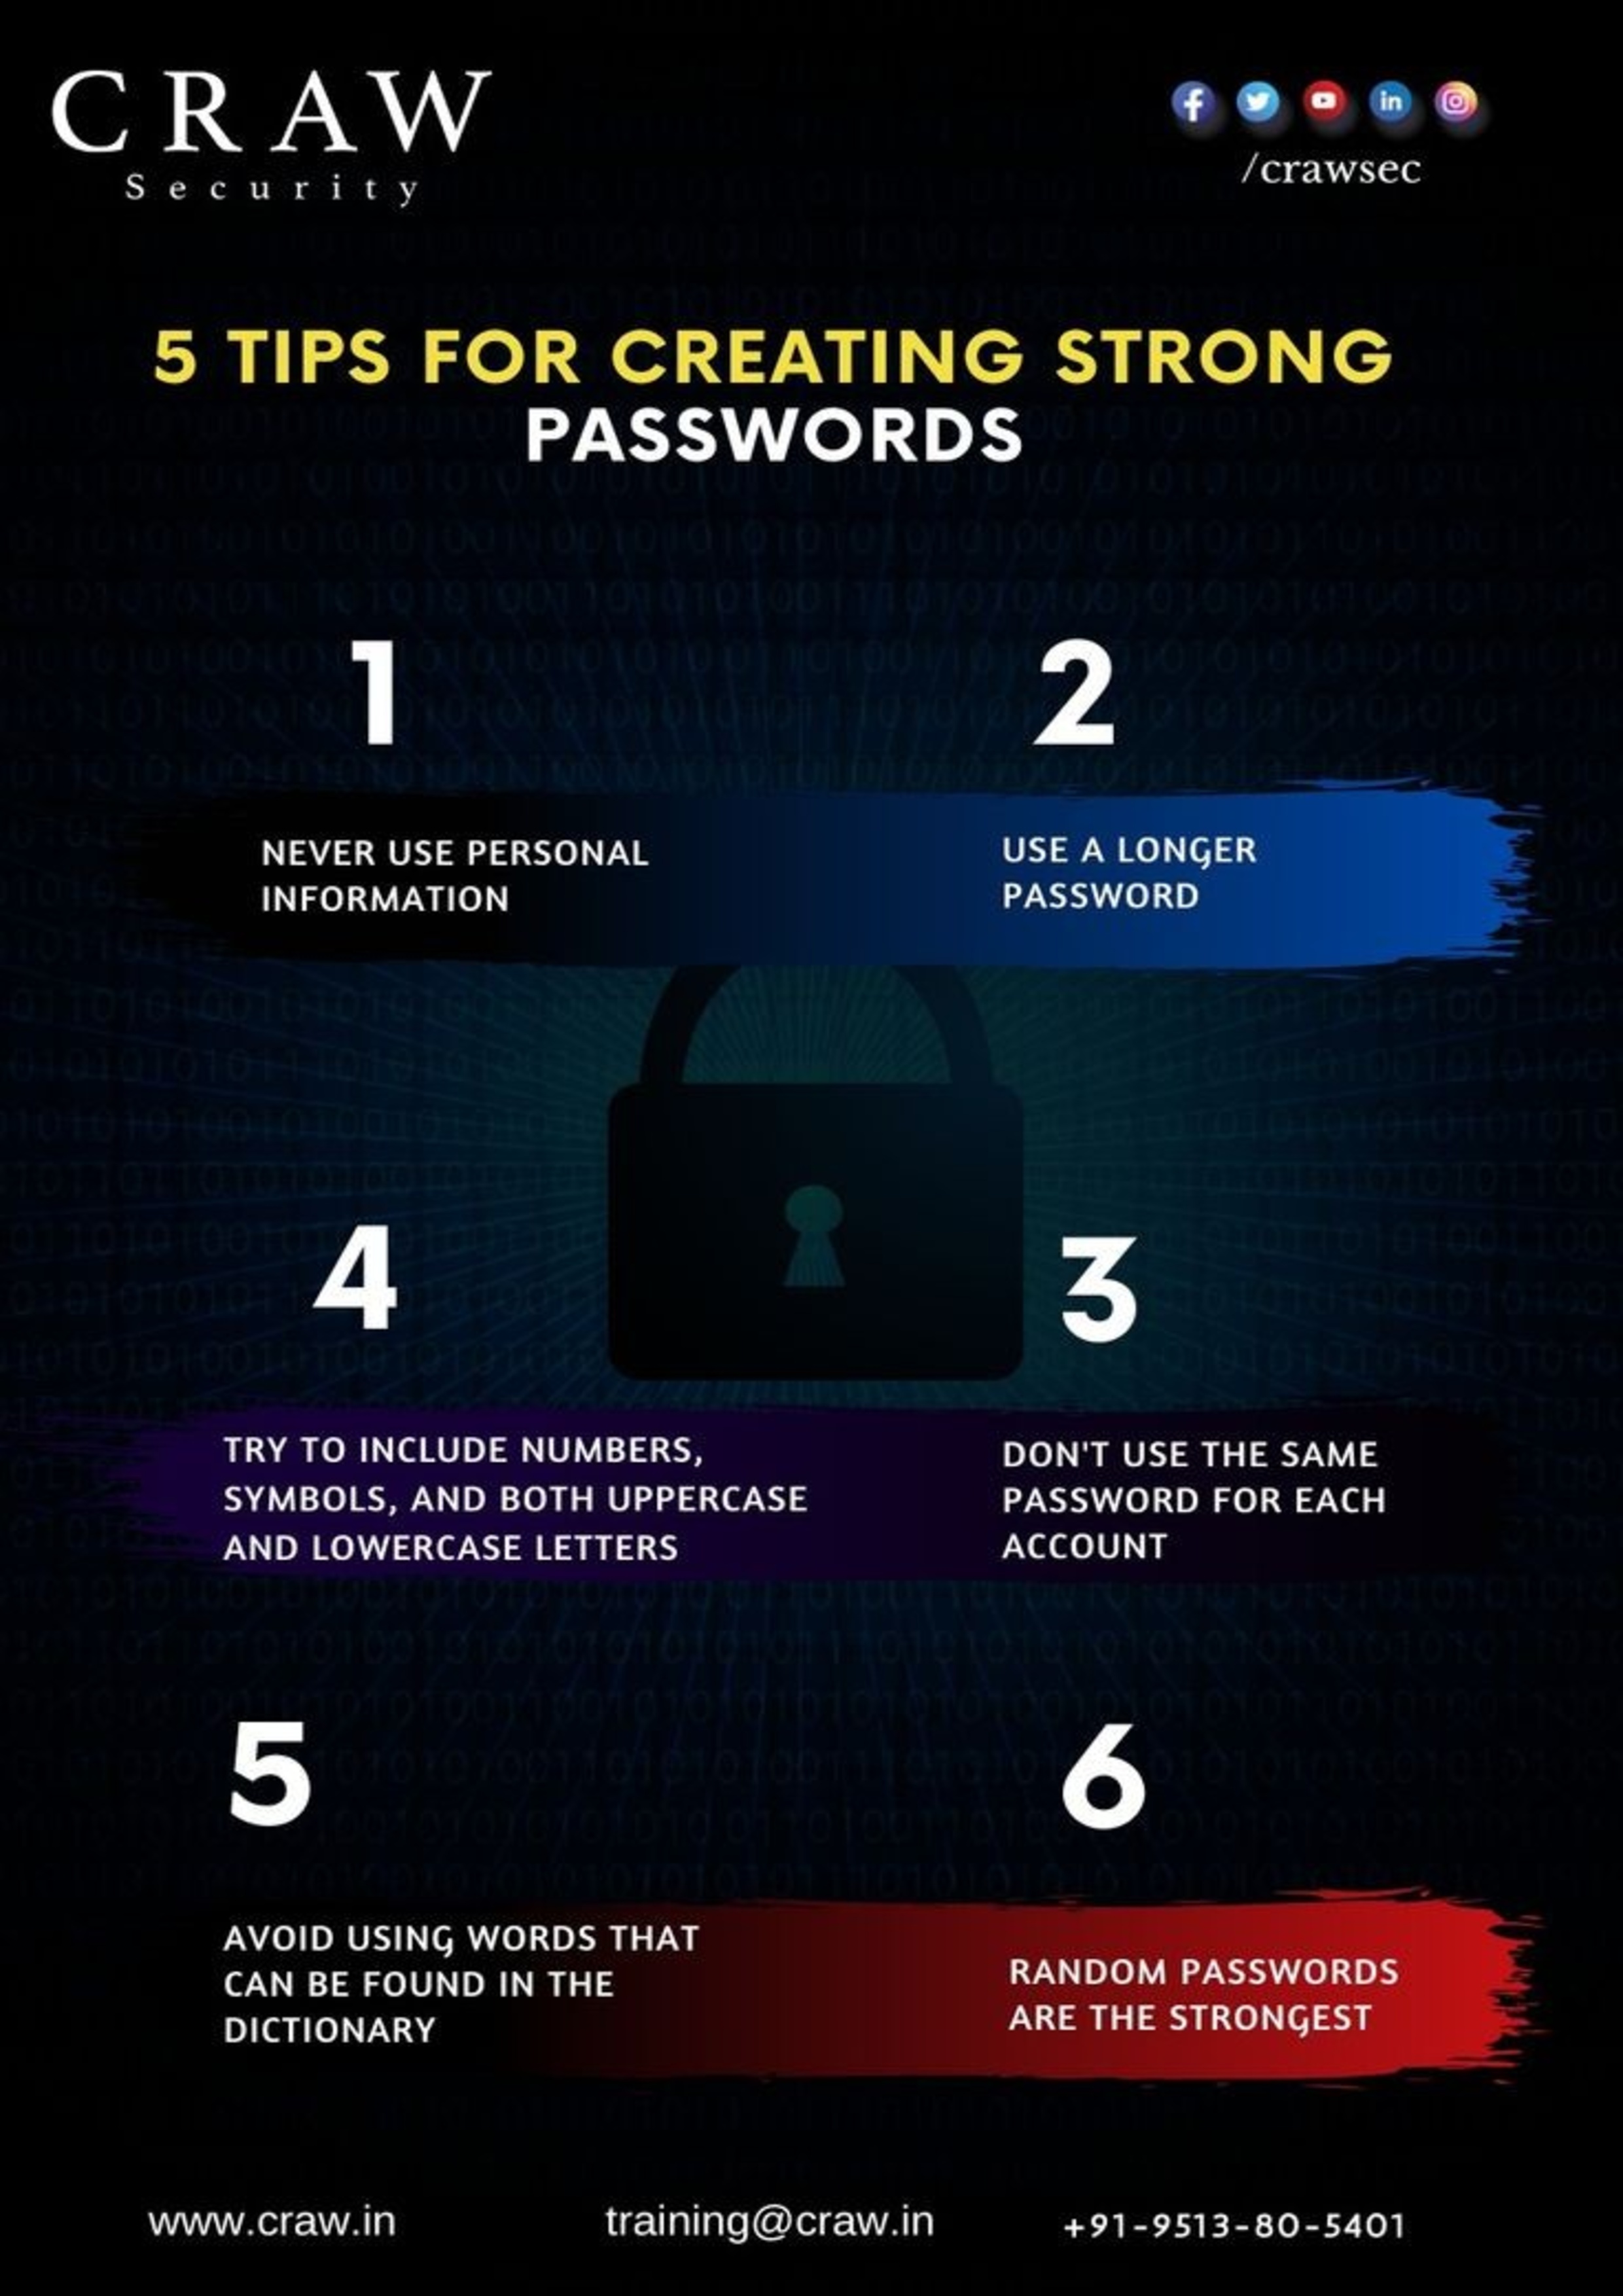 CRAW
Security
/crawsec
5 TIPS FOR CREATING STRONG
PASSWORDS
1
NEVER USE PERSONAL
INFORMATION
2
USE A LONGER
PASSWORD
4
TRY TO INCLUDE NUMBERS,
SYMBOLS, AND BOTH UPPERCASE
AND LOWERCASE LETTERS
3
DON'T USE THE SAME
PASSWORD FOR EACH
ACCOUNT
5
AVOID USING WORDS THAT
CAN BE FOUND IN THE
DICTIONARY
6
RANDOM PASSWORDS
ARE THE STRONGEST
www.craw.in
training@craw.in
+91-9513-80-5401